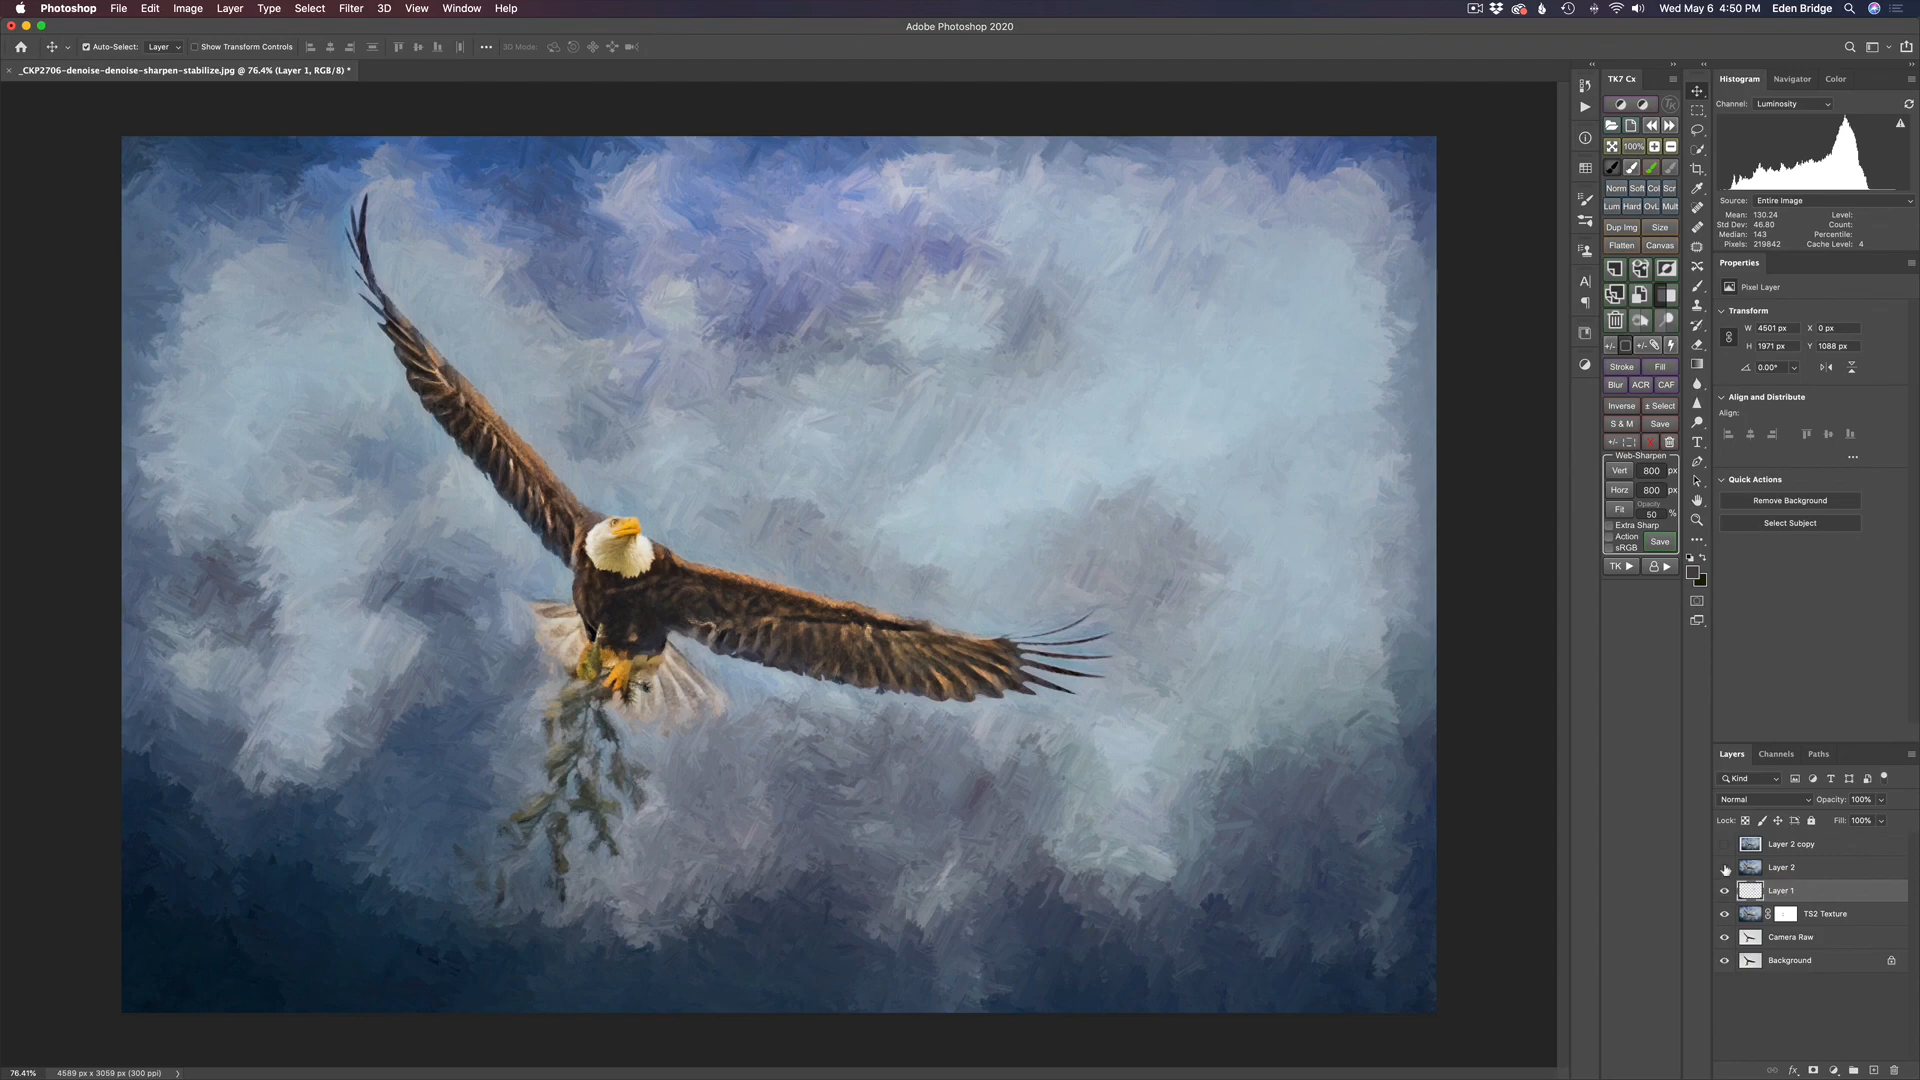 Photoshop File Edit Image Layer Type Select Filter 3D View Window Help
Wed May 6 4:50 PM Eden Bridge
Adobe Photoshop 2020
Auto-Select: Layer Show Transform Controls 3D Mode:
_CKP2706-denoise-denoise-sharpen-stabilize.jpg @ 76.4% (Layer 1, RGB/8) *
TK7 Cx
100%
Norm Soft Col Scr
Lum Hard OvL Mult
Dup Img Size
Flatten Canvas
Stroke Fill
Blur ACR CAF
Inverse ± Select
S & M Save
Web-Sharpen
Vert 800 px
Horz 800 px
Opacity
Fit 50 %
Extra Sharp
Action
sRGB
Save
TK
Histogram Navigator Color
Channel: Luminosity
Source: Entire Image
Mean: 130.24 Level:
Std Dev: 46.80 Count:
Median: 143 Percentile:
Pixels: 219842 Cache Level: 4
Properties
Pixel Layer
Transform
W 4501 px X 0 px
H 1971 px Y 1088 px
0.00°
Align and Distribute
Align:
Quick Actions
Remove Background
Select Subject
Layers Channels Paths
Kind
Normal Opacity: 100%
Lock: Fill: 100%
Layer 2 copy
Layer 2
Layer 1
TS2 Texture
Camera Raw
Background
76.41% 4589 px x 3059 px (300 ppi)